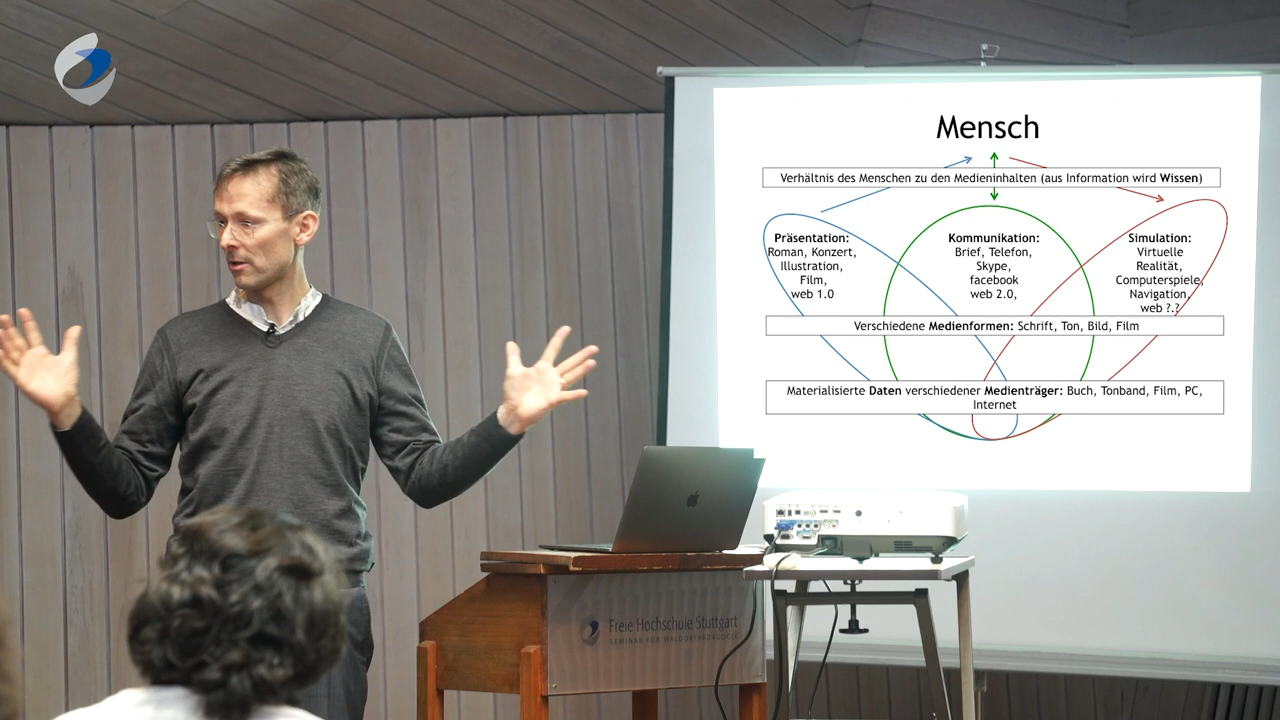 Mensch
Verhältnis des Menschen zu den Medieninhalten (aus Information wird Wissen)
Präsentation:
Roman, Konzert,
Illustration,
Film,
web 1.0
Kommunikation:
Brief, Telefon,
Skype,
facebook
web 2.0,
Simulation:
Virtuelle
Realität,
Computerspiele,
Navigation,
web ?.?
Verschiedene Medienformen: Schrift, Ton, Bild, Film
Materialisierte Daten verschiedener Medienträger: Buch, Tonband, Film, PC,
Internet
Freie Hochschule Stuttgart
SEMINAR FÜR WALDORFPÄDAGOGIK